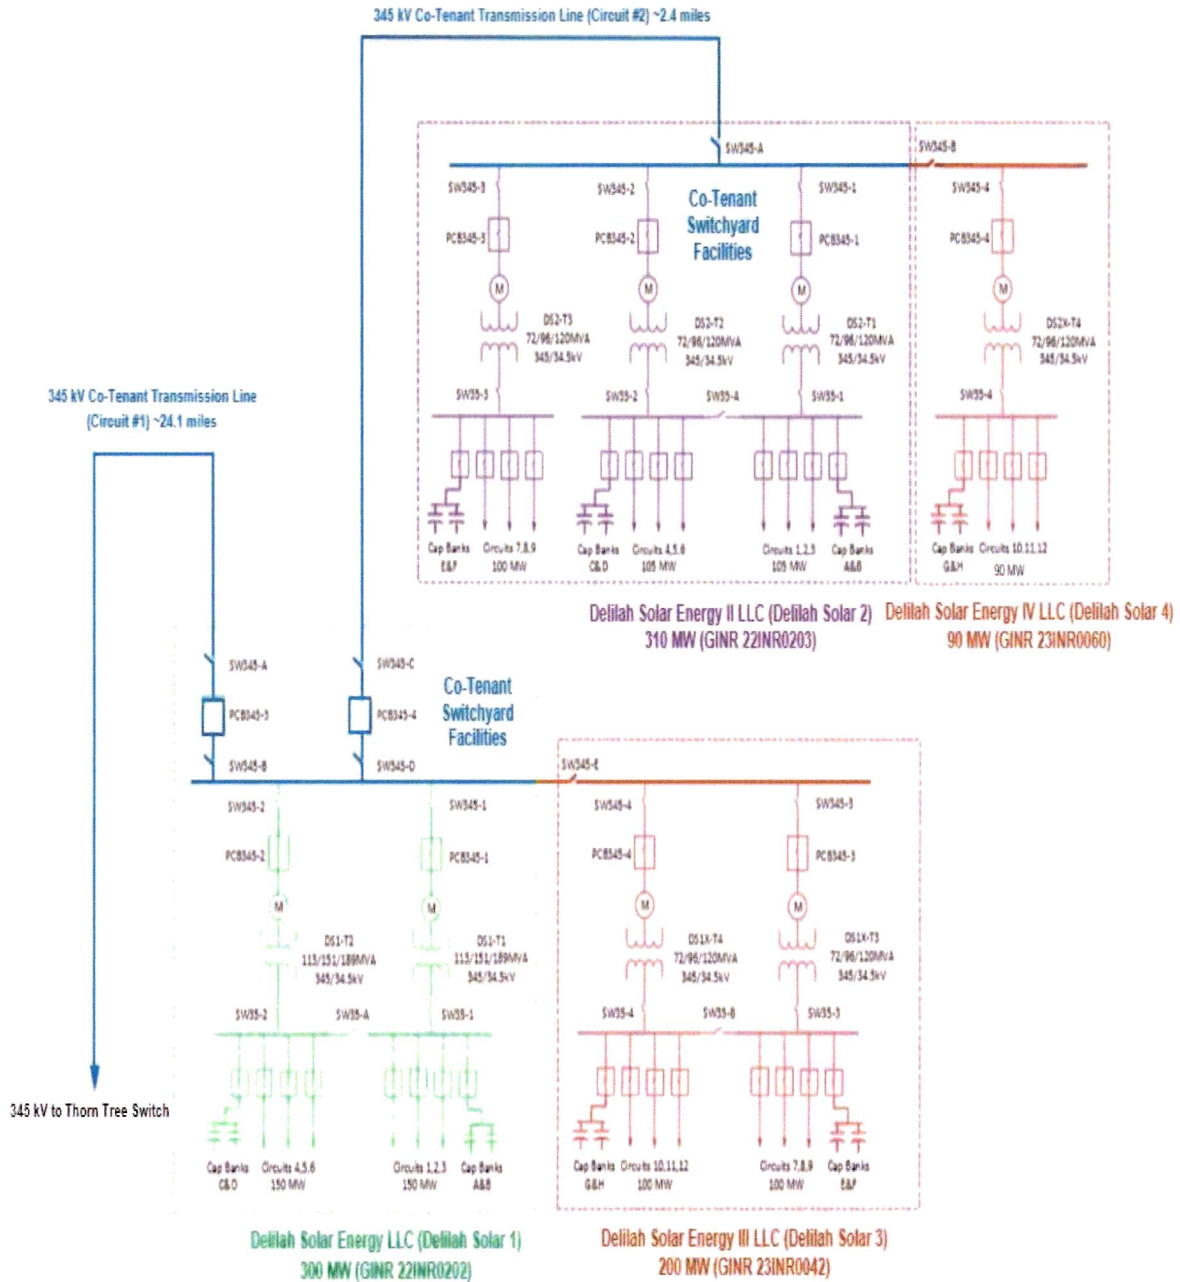 345 kV Co-Tenant Transmission Line (Circuit #2) ~2.4 miles
SW345-A
SW345-B
SW345-3
SW345-2
SW345-1
SW345-4
Co-Tenant
Switchyard
Facilities
PCB345-3
PCB345-2
PCB345-1
PCB345-4
M
M
M
M
DS2-T3
72/96/120MVA
345/34.5kV
DS2-T2
72/96/120MVA
345/34.5kV
DS2-T1
72/96/120MVA
345/34.5kV
DS2X-T4
72/96/120MVA
345/34.5kV
SW35-3
SW35-2
SW35-A
SW35-1
SW35-4
Cap Banks
E&F
Circuits 7,8,9
100 MW
Cap Banks
C&D
Circuits 4,5,6
105 MW
Circuits 1,2,3
105 MW
Cap Banks
A&B
Cap Banks
G&H
Circuits 10,11,12
90 MW
Delilah Solar Energy II LLC (Delilah Solar 2)
310 MW (GINR 22INR0203)
Delilah Solar Energy IV LLC (Delilah Solar 4)
90 MW (GINR 23INR0060)
345 kV Co-Tenant Transmission Line
(Circuit #1) ~24.1 miles
345 kV to Thorn Tree Switch
SW345-A
PCB345-3
SW345-B
SW345-C
PCB345-4
SW345-D
Co-Tenant
Switchyard
Facilities
SW345-E
SW345-2
SW345-1
SW345-4
SW345-3
PCB345-2
PCB345-1
PCB345-4
PCB345-3
M
M
M
M
DS1-T2
113/151/189MVA
345/34.5kV
DS1-T1
113/151/189MVA
345/34.5kV
DS1X-T4
72/96/120MVA
345/34.5kV
DS1X-T3
72/96/120MVA
345/34.5kV
SW35-2
SW35-A
SW35-1
SW35-4
SW35-B
SW35-3
Cap Banks
C&D
Circuits 4,5,6
150 MW
Circuits 1,2,3
150 MW
Cap Banks
A&B
Cap Banks
G&H
Circuits 10,11,12
100 MW
Circuits 7,8,9
100 MW
Cap Banks
E&F
Delilah Solar Energy LLC (Delilah Solar 1)
300 MW (GINR 22INR0202)
Delilah Solar Energy III LLC (Delilah Solar 3)
200 MW (GINR 23INR0042)